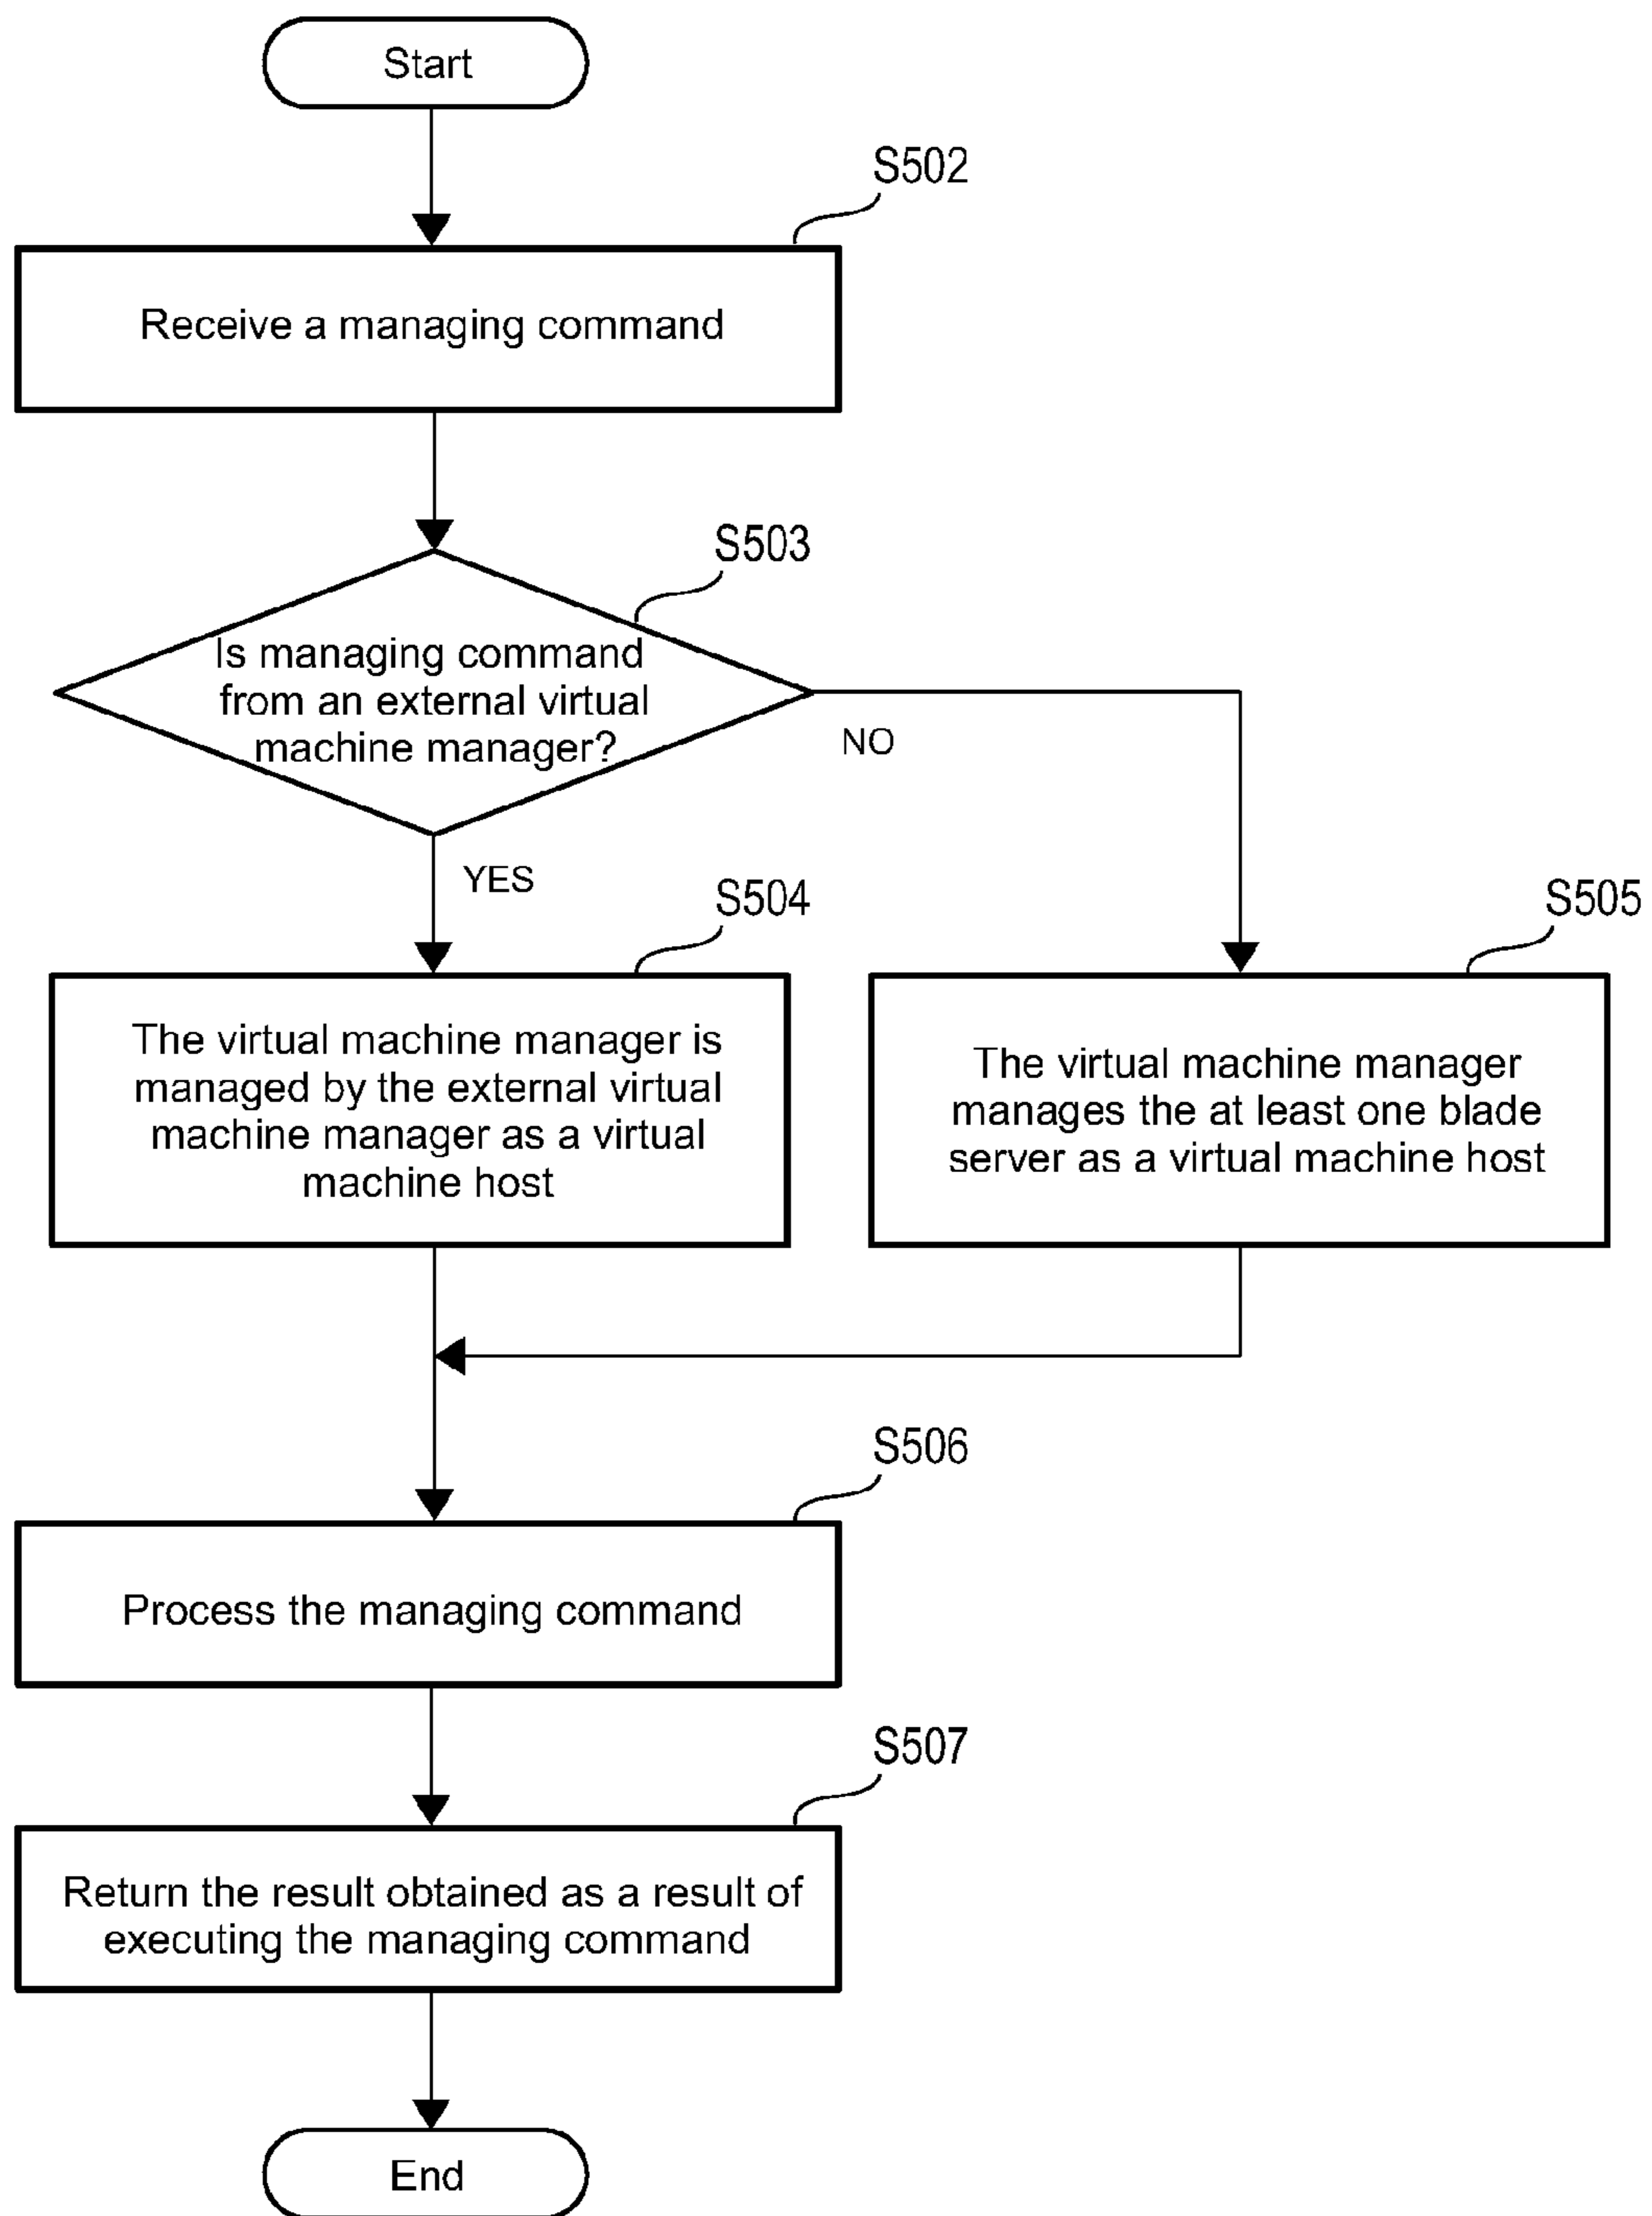 Start
S502
Receive a managing command
S503
Is managing command
from an external virtual
machine manager?
NO
YES
S504
S505
The virtual machine manager is
managed by the external virtual
machine manager as a virtual
machine host
The virtual machine manager
manages the at least one blade
server as a virtual machine host
S506
Process the managing command
S507
Return the result obtained as a result of
executing the managing command
End